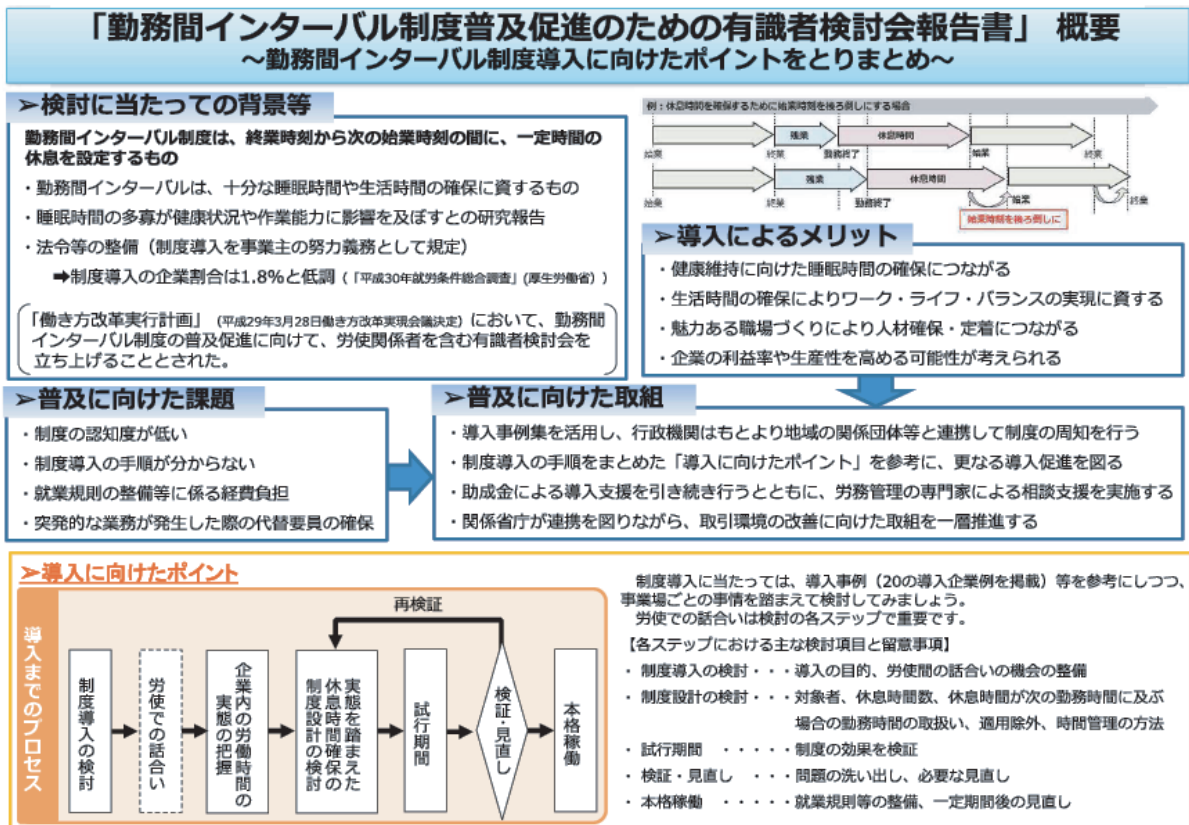 「勤務間インターバル制度普及促進のための有識者検討会報告書」 概要
～勤務間インターバル制度導入に向けたポイントをとりまとめ～
➢検討に当たっての背景等
勤務間インターバル制度は、終業時刻から次の始業時刻の間に、一定時間の
休息を設定するもの
・勤務間インターバルは、十分な睡眠時間や生活時間の確保に資するもの
・睡眠時間の多寡が健康状況や作業能力に影響を及ぼすとの研究報告
・法令等の整備（制度導入を事業主の努力義務として規定）
➡制度導入の企業割合は1.8％と低調（「平成30年就労条件総合調査」(厚生労働省)）
「働き方改革実行計画」（平成29年3月28日働き方改革実現会議決定）において、勤務間
インターバル制度の普及促進に向けて、労使関係者を含む有識者検討会を
立ち上げることとされた。
例：休息時間を確保するために始業時刻を後ろ倒しにする場合
残業 休息時間
始業 終業 勤務終了 始業 終業
残業 休息時間
始業 終業 勤務終了 始業 終業
始業時刻を後ろ倒しに
➢導入によるメリット
・健康維持に向けた睡眠時間の確保につながる
・生活時間の確保によりワーク・ライフ・バランスの実現に資する
・魅力ある職場づくりにより人材確保・定着につながる
・企業の利益率や生産性を高める可能性が考えられる
➢普及に向けた課題
・制度の認知度が低い
・制度導入の手順が分からない
・就業規則の整備等に係る経費負担
・突発的な業務が発生した際の代替要員の確保
➢普及に向けた取組
・導入事例集を活用し、行政機関はもとより地域の関係団体等と連携して制度の周知を行う
・制度導入の手順をまとめた「導入に向けたポイント」を参考に、更なる導入促進を図る
・助成金による導入支援を引き続き行うとともに、労務管理の専門家による相談支援を実施する
・関係省庁が連携を図りながら、取引環境の改善に向けた取組を一層推進する
➢導入に向けたポイント
導入までのプロセス
再検証
制度導入の検討
労使での話合い
企業内の労働時間の
実態の把握
実態を踏まえた
休息時間確保の
制度設計の検討
試行期間
検証・見直し
本格稼働
制度導入に当たっては、導入事例（20の導入企業例を掲載）等を参考にしつつ、
事業場ごとの事情を踏まえて検討してみましょう。
労使での話合いは検討の各ステップで重要です。
【各ステップにおける主な検討項目と留意事項】
・制度導入の検討・・・導入の目的、労使間の話合いの機会の整備
・制度設計の検討・・・対象者、休息時間数、休息時間が次の勤務時間に及ぶ
場合の勤務時間の取扱い、適用除外、時間管理の方法
・試行期間 ・・・・・制度の効果を検証
・検証・見直し ・・・問題の洗い出し、必要な見直し
・本格稼働 ・・・・・就業規則等の整備、一定期間後の見直し